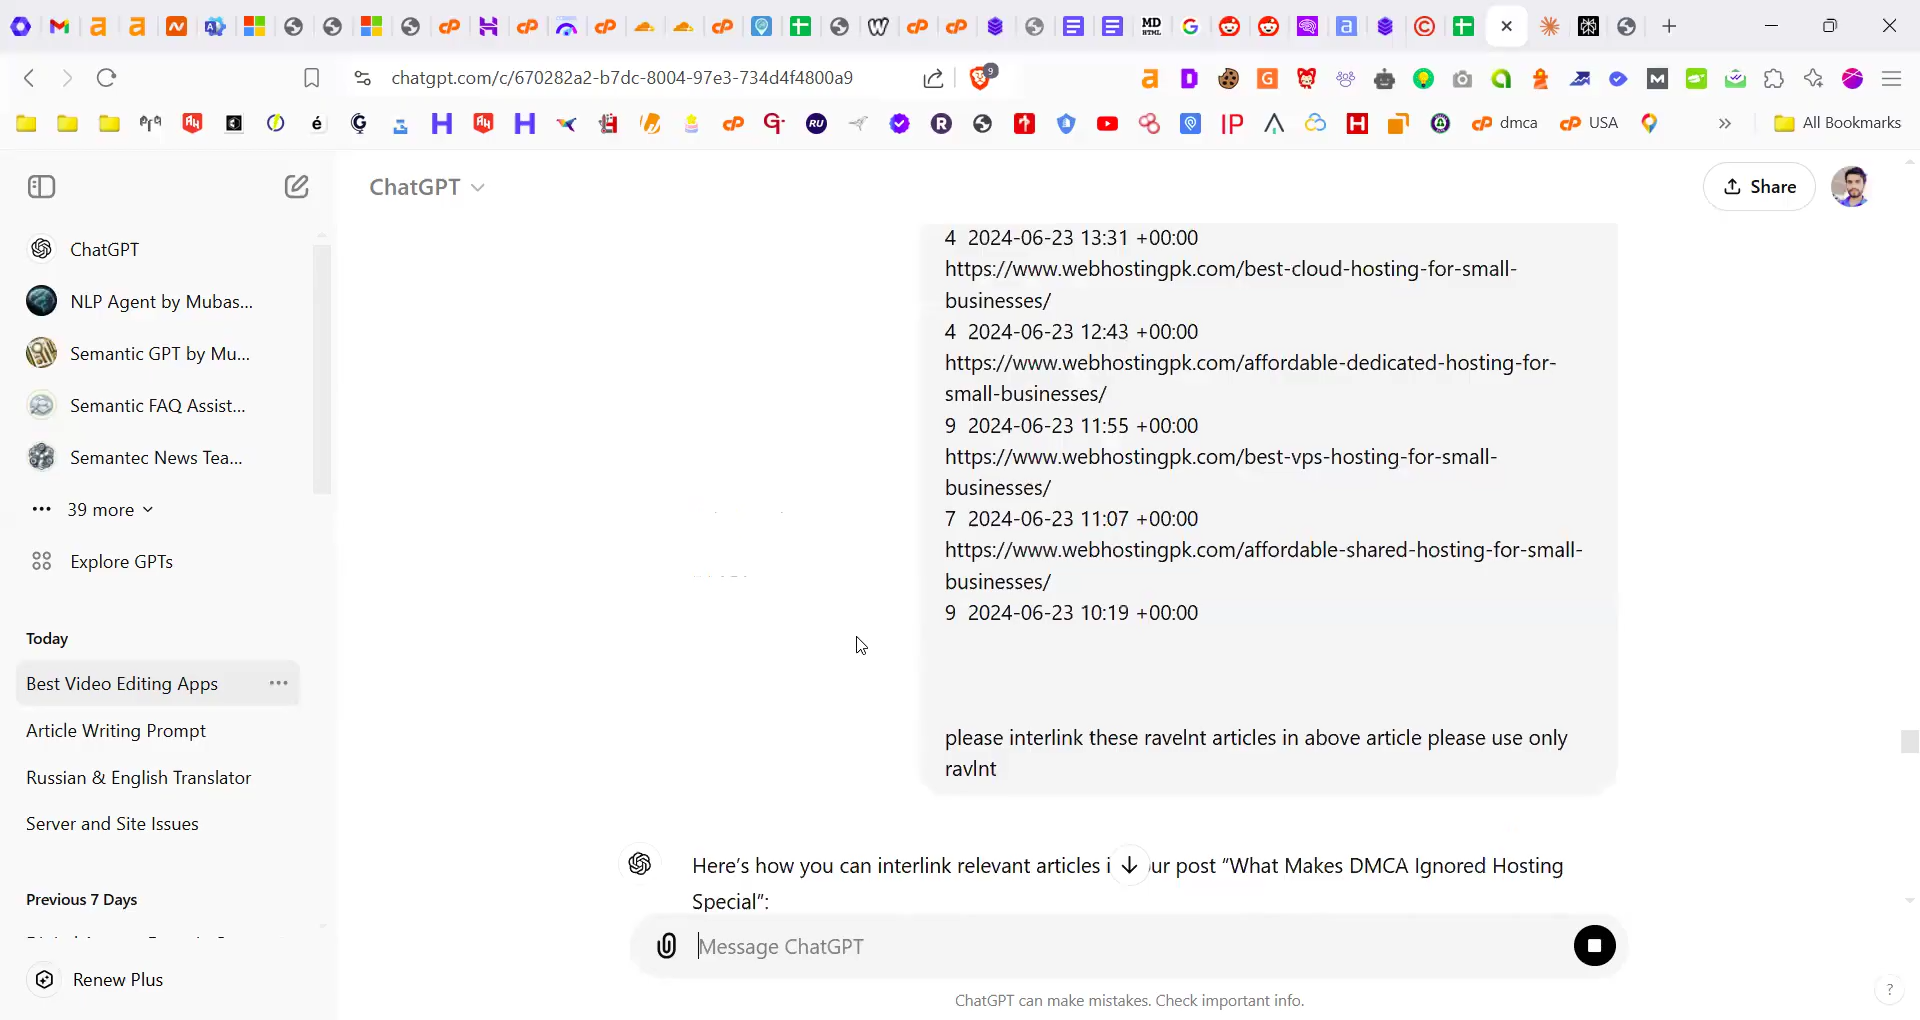 chatgpt.com/c/670282a2-b7dc-8004-97e3-734d4f4800a9
9
dmca
USA
All Bookmarks
ChatGPT
Share
ChatGPT
NLP Agent by Mubas...
Semantic GPT by Mu...
Semantic FAQ Assist...
Semantec News Tea...
39 more
Explore GPTs
Today
Best Video Editing Apps
Article Writing Prompt
Russian & English Translator
Server and Site Issues
Previous 7 Days
Renew Plus
4 2024-06-23 13:31 +00:00
https://www.webhostingpk.com/best-cloud-hosting-for-small-
businesses/
4 2024-06-23 12:43 +00:00
https://www.webhostingpk.com/affordable-dedicated-hosting-for-
small-businesses/
9 2024-06-23 11:55 +00:00
https://www.webhostingpk.com/best-vps-hosting-for-small-
businesses/
7 2024-06-23 11:07 +00:00
https://www.webhostingpk.com/affordable-shared-hosting-for-small-
businesses/
9 2024-06-23 10:19 +00:00
please interlink these ravelnt articles in above article please use only
ravlnt
Here's how you can interlink relevant articles i ur post “What Makes DMCA Ignored Hosting
Special”:
Message ChatGPT
ChatGPT can make mistakes. Check important info.
?